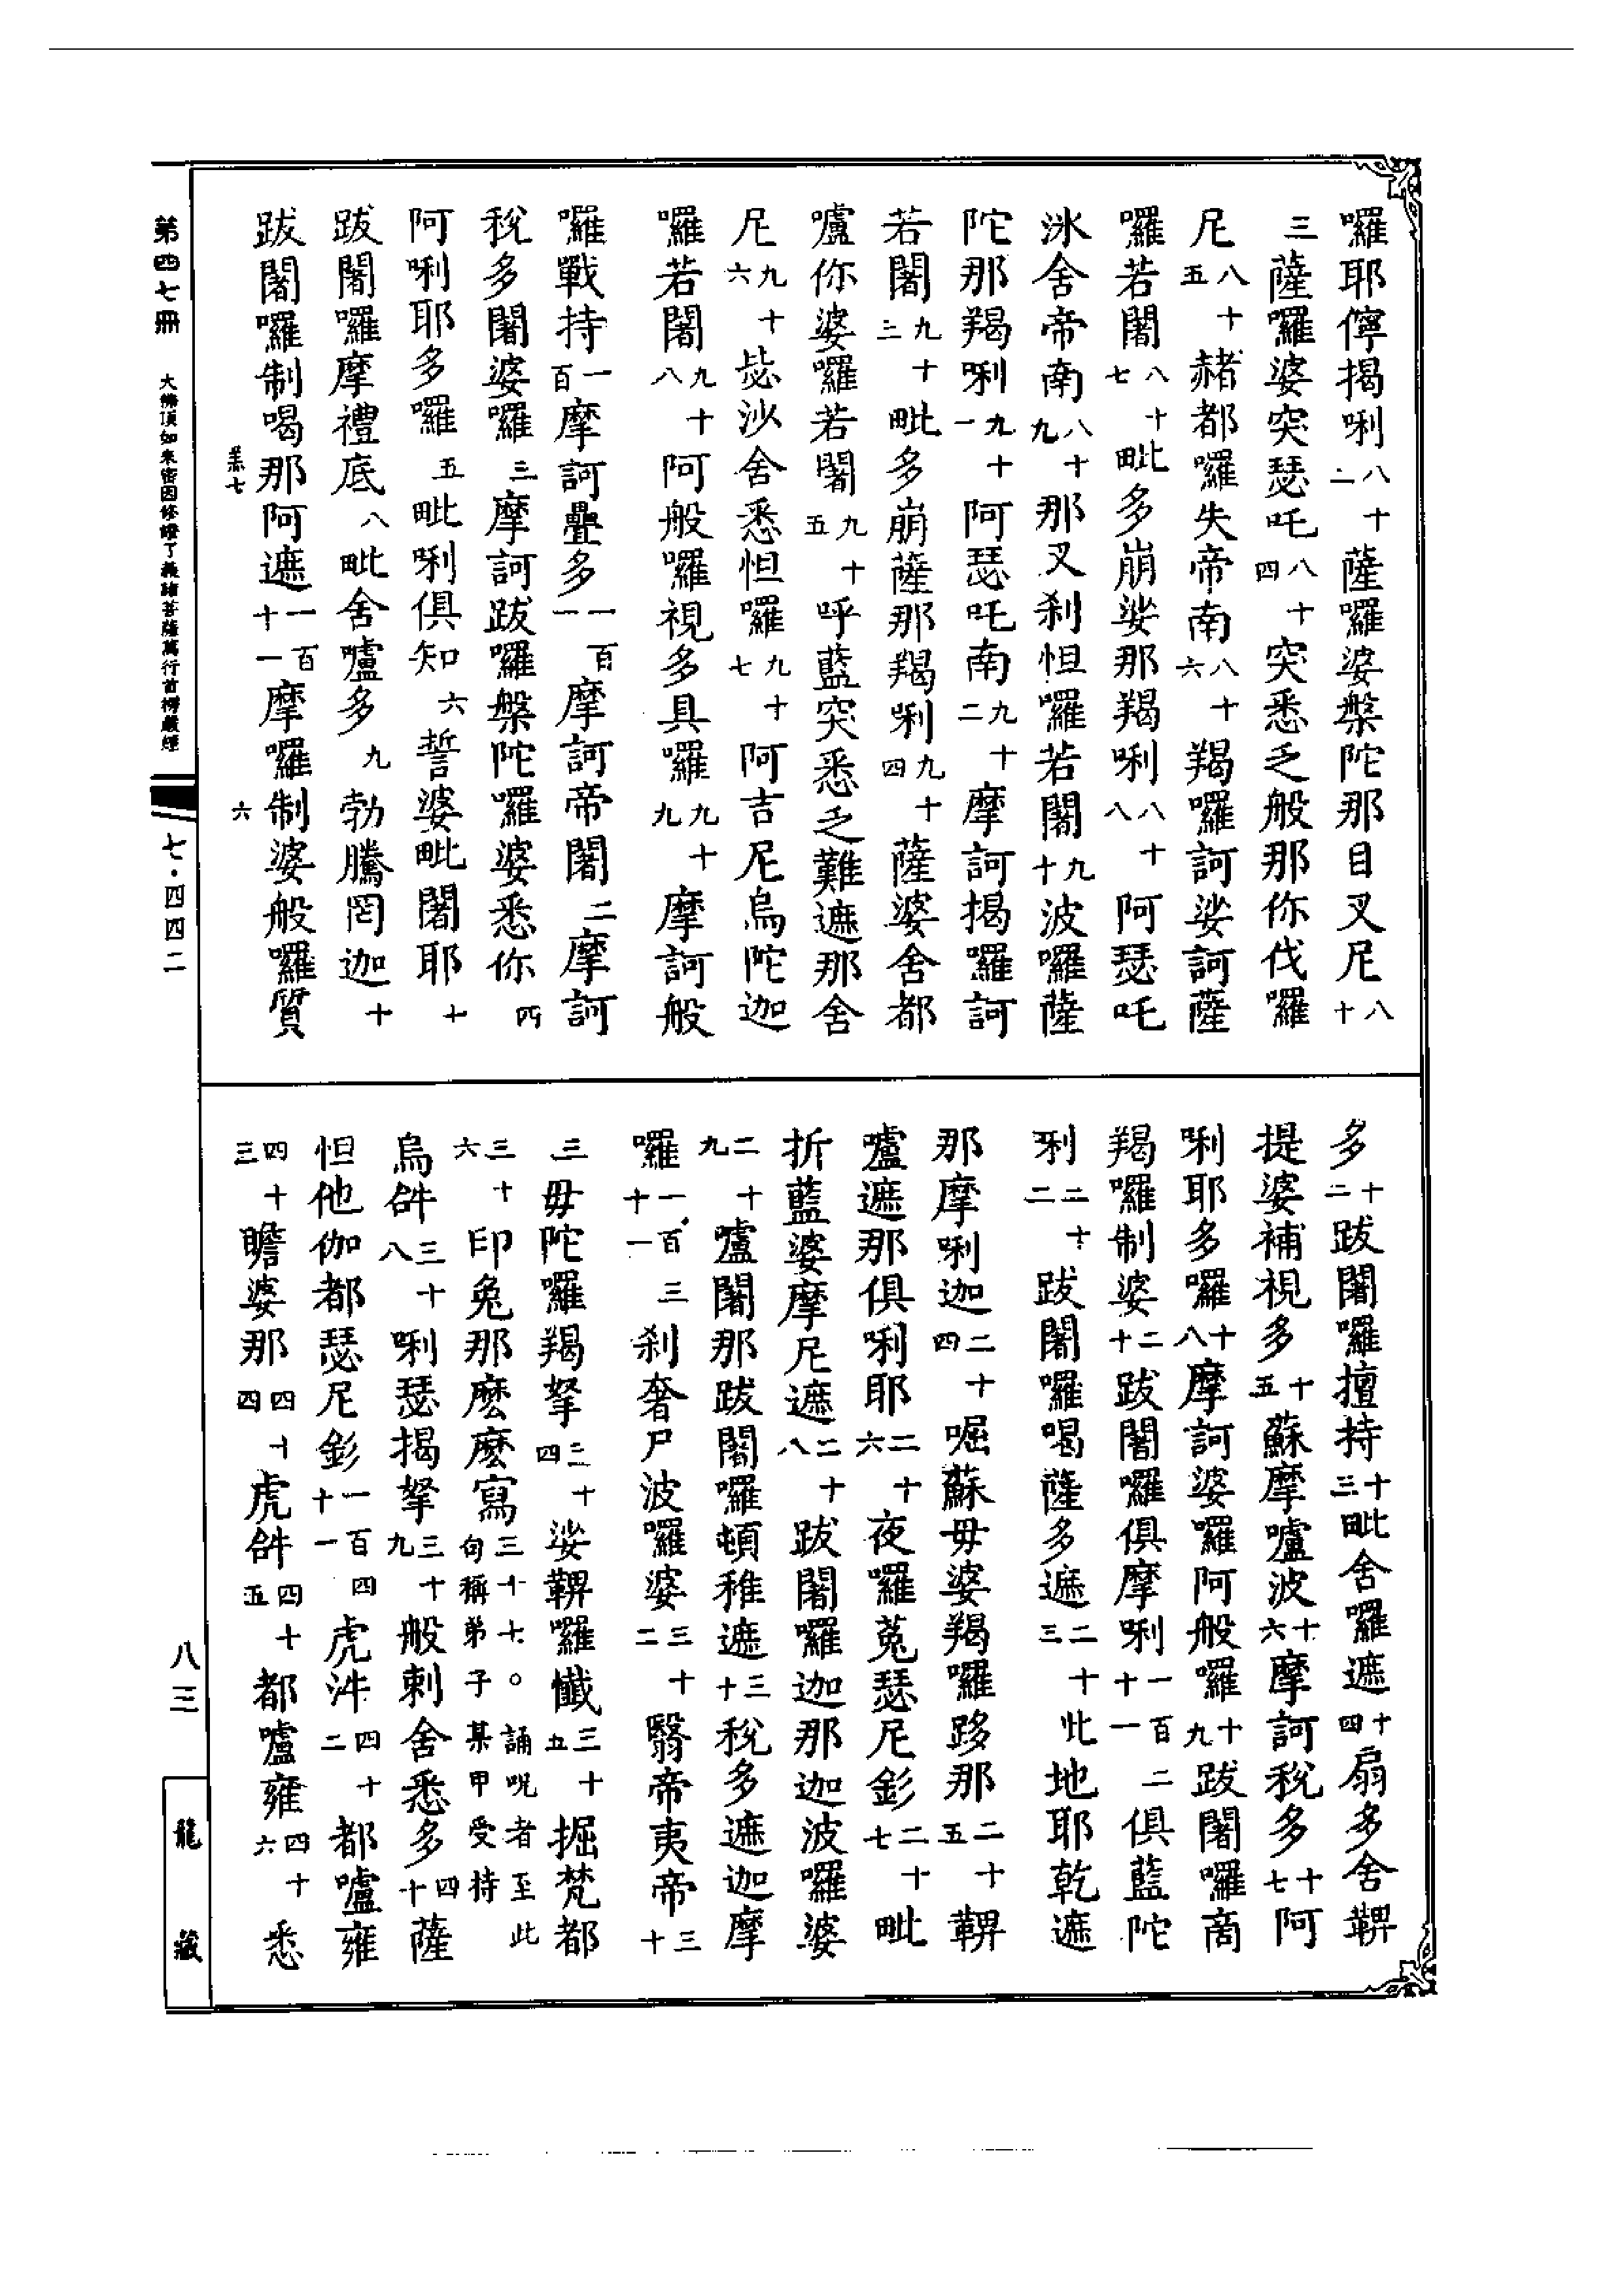 囉耶儜揭唎八十二薩囉婆槃陀那目叉尼八十
三薩囉婆突瑟吒八十四突悉乏般那你伐囉
尼八十五赭都囉失帝南八十六羯囉訶娑訶薩
囉若闍八十七毗多崩娑那羯唎八十八阿瑟吒
冰舍帝南八十九那叉剎怛囉若闍九十波囉薩
陀那羯唎九十一阿瑟吒南九十二摩訶揭囉訶
若闍九十三毗多崩薩那羯唎九十四薩婆舍都
嚧你婆囉若闍九十五呼藍突悉乏難遮那舍
尼九十六毖沙舍悉怛囉九十七阿吉尼烏陀迦
囉若闍九十八阿般囉視多具囉九十九摩訶般
囉戰持一百摩訶疊多一百一摩訶帝闍二摩訶
稅多闍婆囉三摩訶跋囉槃陀囉婆悉你四
阿唎耶多囉五毗唎俱知六誓婆毗闍耶七
跋闍囉摩禮底八毗舍嚧多九勃騰罔迦十
跋闍囉制喝那阿遮一百十一摩囉制婆般囉質
羔七
六
多十二跋闍囉擅持十三毗舍囉遮十四扇多舍鞞
提婆補視多十五蘇摩嚧波十六摩訶稅多十七阿
唎耶多囉十八摩訶婆囉阿般囉十九跋闍囉商
羯囉制婆二十跋闍囉俱摩唎一百二十一俱藍陀
唎二十二跋闍囉喝薩多遮二十三毗地耶乾遮
那摩唎迦二十四啒蘇毋婆羯囉跢那二十五鞞
嚧遮那俱唎耶二十六夜囉菟瑟尼釤二十七毗
折藍婆摩尼遮二十八跋闍囉迦那迦波囉婆
二十九嚧闍那跋闍囉頓稚遮三十稅多遮迦摩
囉一百三十一剎奢尸波囉婆三十二翳帝夷帝三十
三毋陀囉羯拏三十四娑鞞囉懺三十五掘梵都
三十六印兔那麽麽寫三十七。誦呪者至此句稱弟子某甲受持
烏𤙖三十八唎瑟揭拏三十九般剌舍悉多四十薩
怛他伽都瑟尼釤一百四十一虎𤙖四十二都嚧雍
四十三瞻婆那四十四虎𤙖四十五都嚧雍四十六悉
第四七冊
大佛頂如來密因修證了義諸菩薩萬行首楞嚴經
七·四四二
八三
龍藏